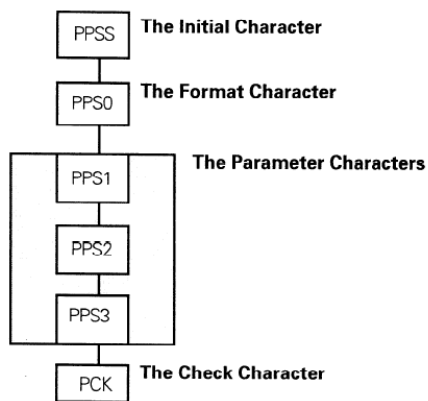 PPSS The Initial Character
PPS0 The Format Character
The Parameter Characters
PPS1
PPS2
PPS3
PCK The Check Character